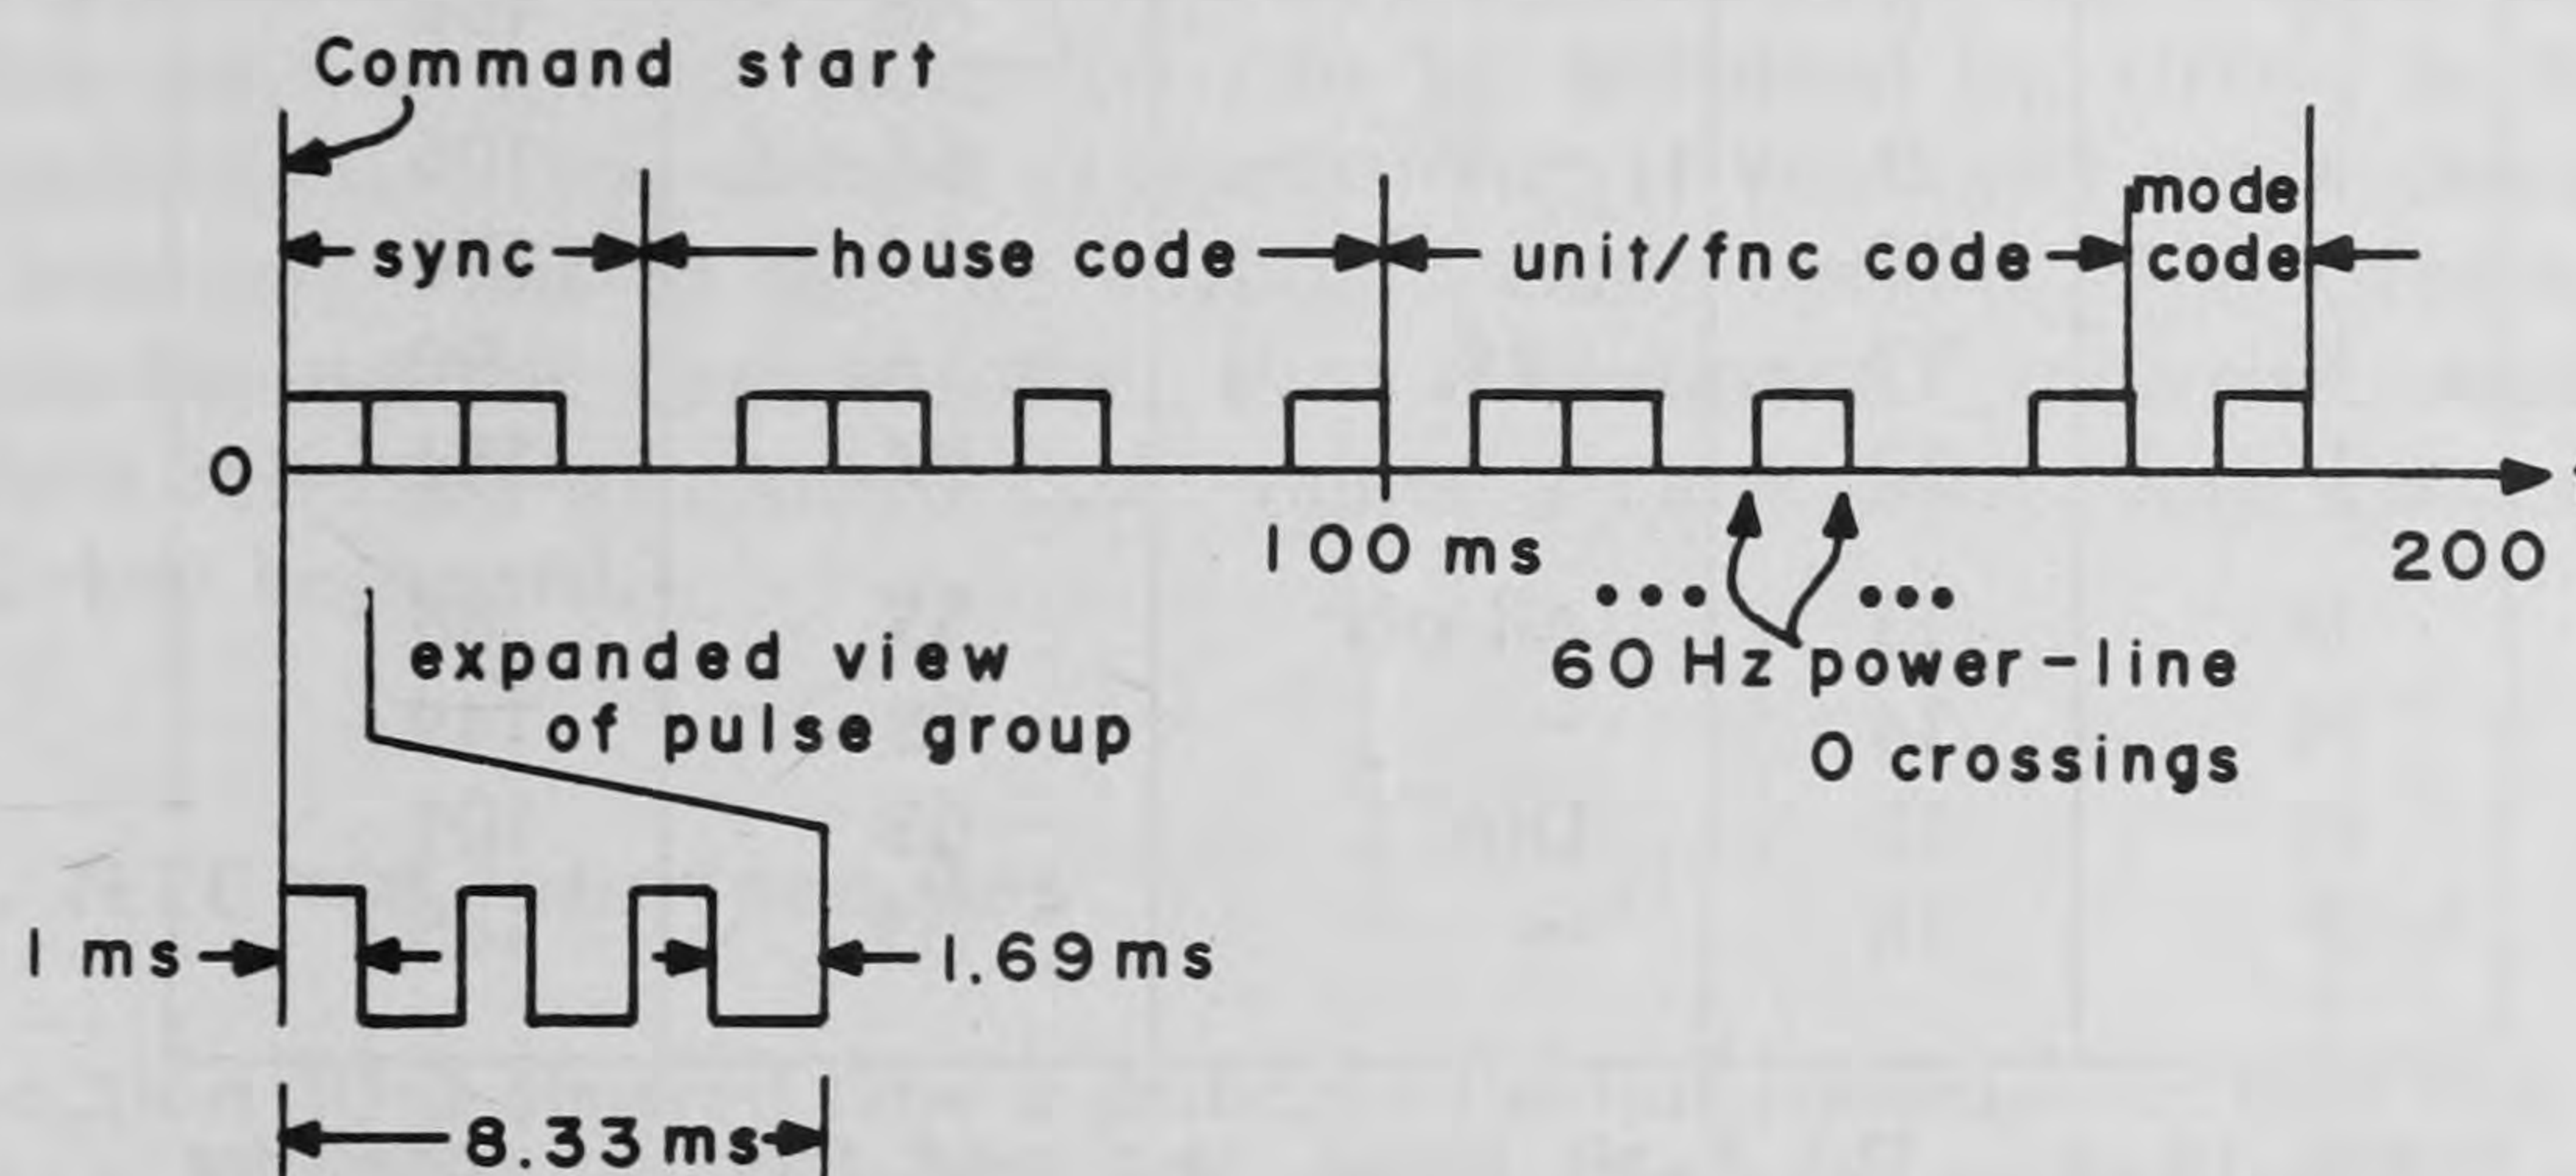 Command start
mode
sync house code unit/fnc code code
0
100 ms
200
expanded view
of pulse group
... ...
60 Hz power-line
0 crossings
1 ms 1.69 ms
8.33 ms